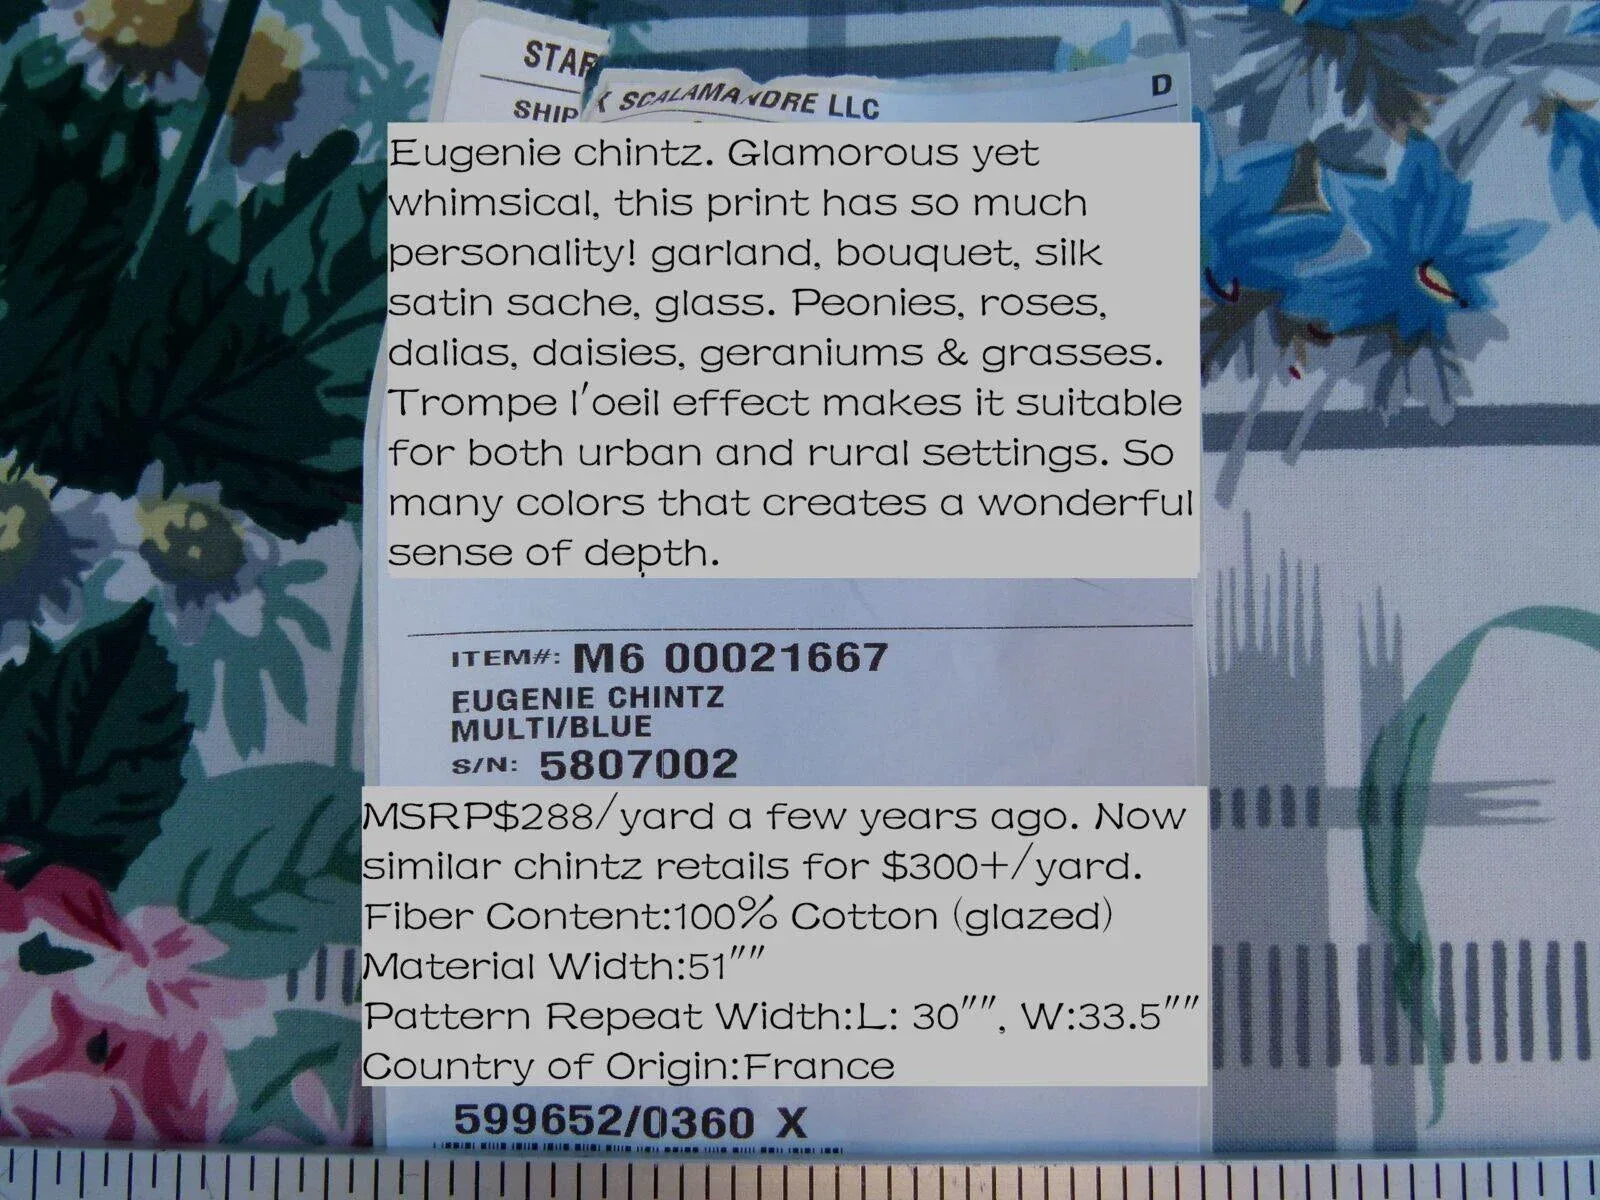 STAR
SHIP
K SCALAMANDRE LLC
D
Eugenie chintz. Glamorous yet
whimsical, this print has so much
personality! garland, bouquet, silk
satin sache, glass. Peonies, roses,
dalias, daisies, geraniums & grasses.
Trompe l'oeil effect makes it suitable
for both urban and rural settings. So
many colors that creates a wonderful
sense of depth.
ITEM#: M6 00021667
EUGENIE CHINTZ
MULTI/BLUE
S/N: 5807002
MSRP$288/yard a few years ago. Now
similar chintz retails for $300+/yard.
Fiber Content:100% Cotton (glazed)
Material Width:51""
Pattern Repeat Width:L: 30"", W:33.5""
Country of Origin:France
599652/0360 X